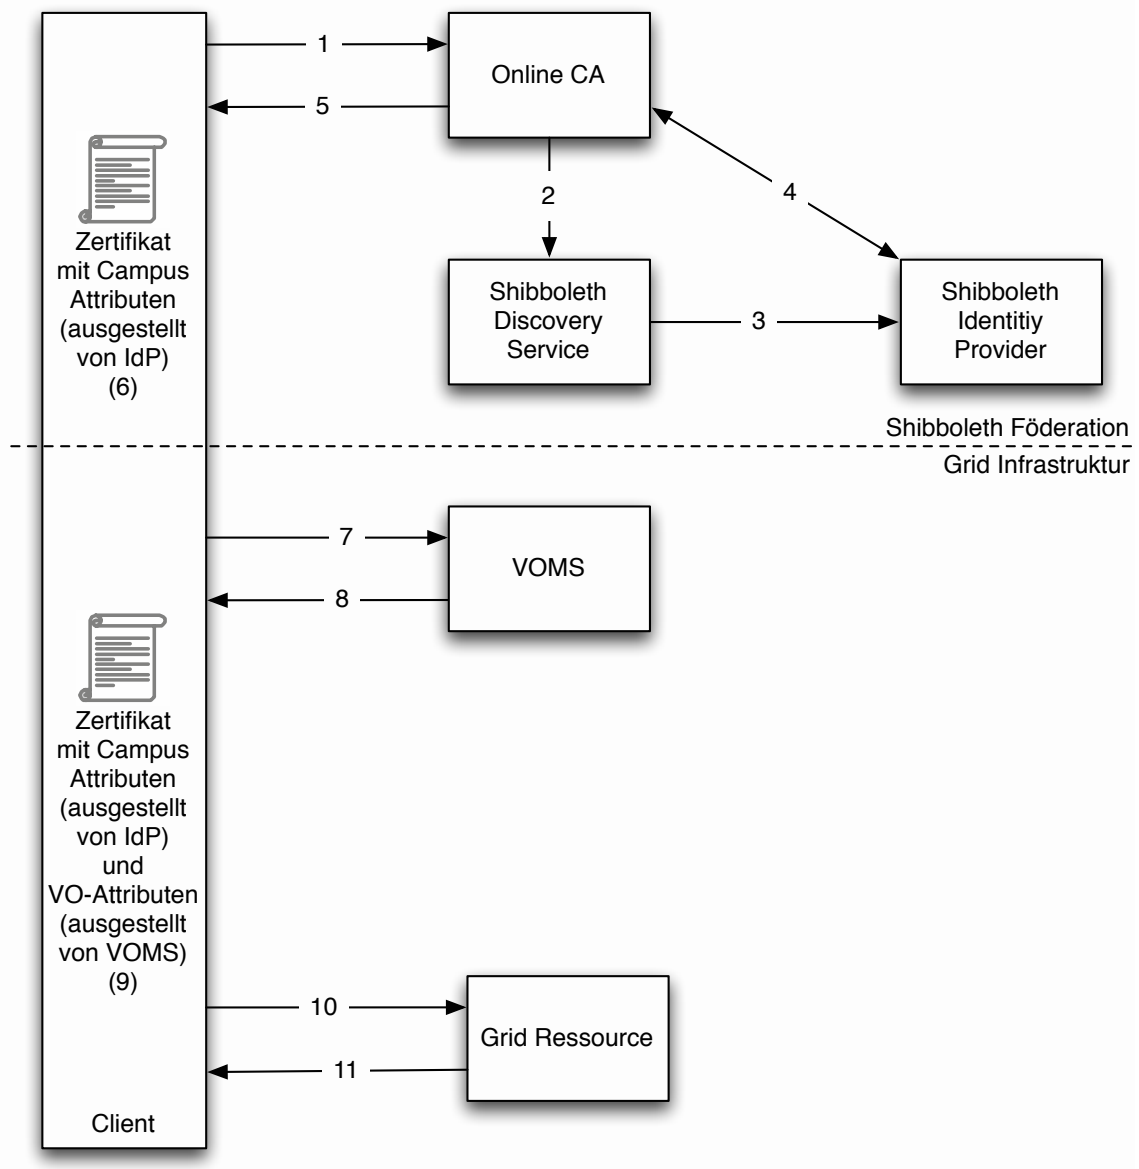 1
Online CA
5
2
4
Zertifikat
mit Campus
Attributen
(ausgestellt
von IdP)
(6)
Shibboleth
Discovery
Service
3
Shibboleth
Identitiy
Provider
Shibboleth Föderation
Grid Infrastruktur
7
VOMS
8
Zertifikat
mit Campus
Attributen
(ausgestellt
von IdP)
und
VO-Attributen
(ausgestellt
von VOMS)
(9)
10
Grid Ressource
11
Client